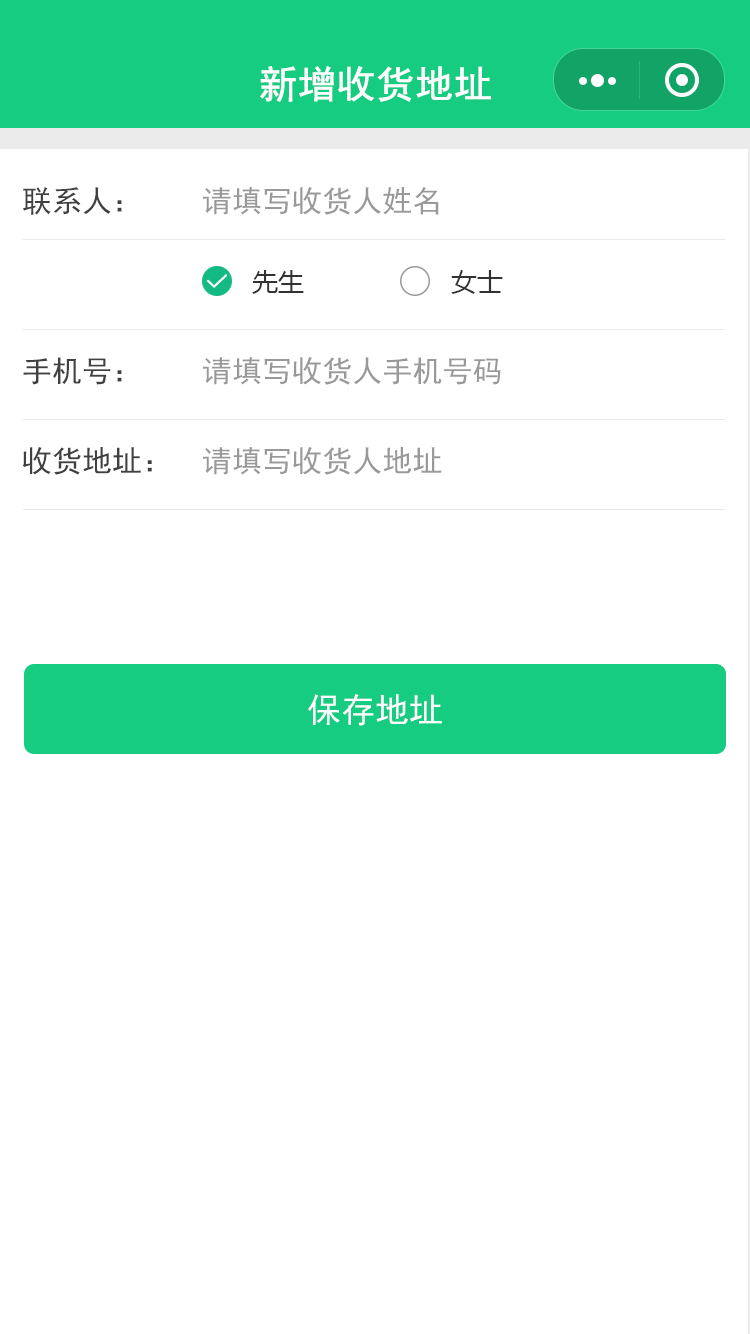 新增收货地址
联系人： 请填写收货人姓名
先生 女士
手机号： 请填写收货人手机号码
收货地址： 请填写收货人地址
保存地址